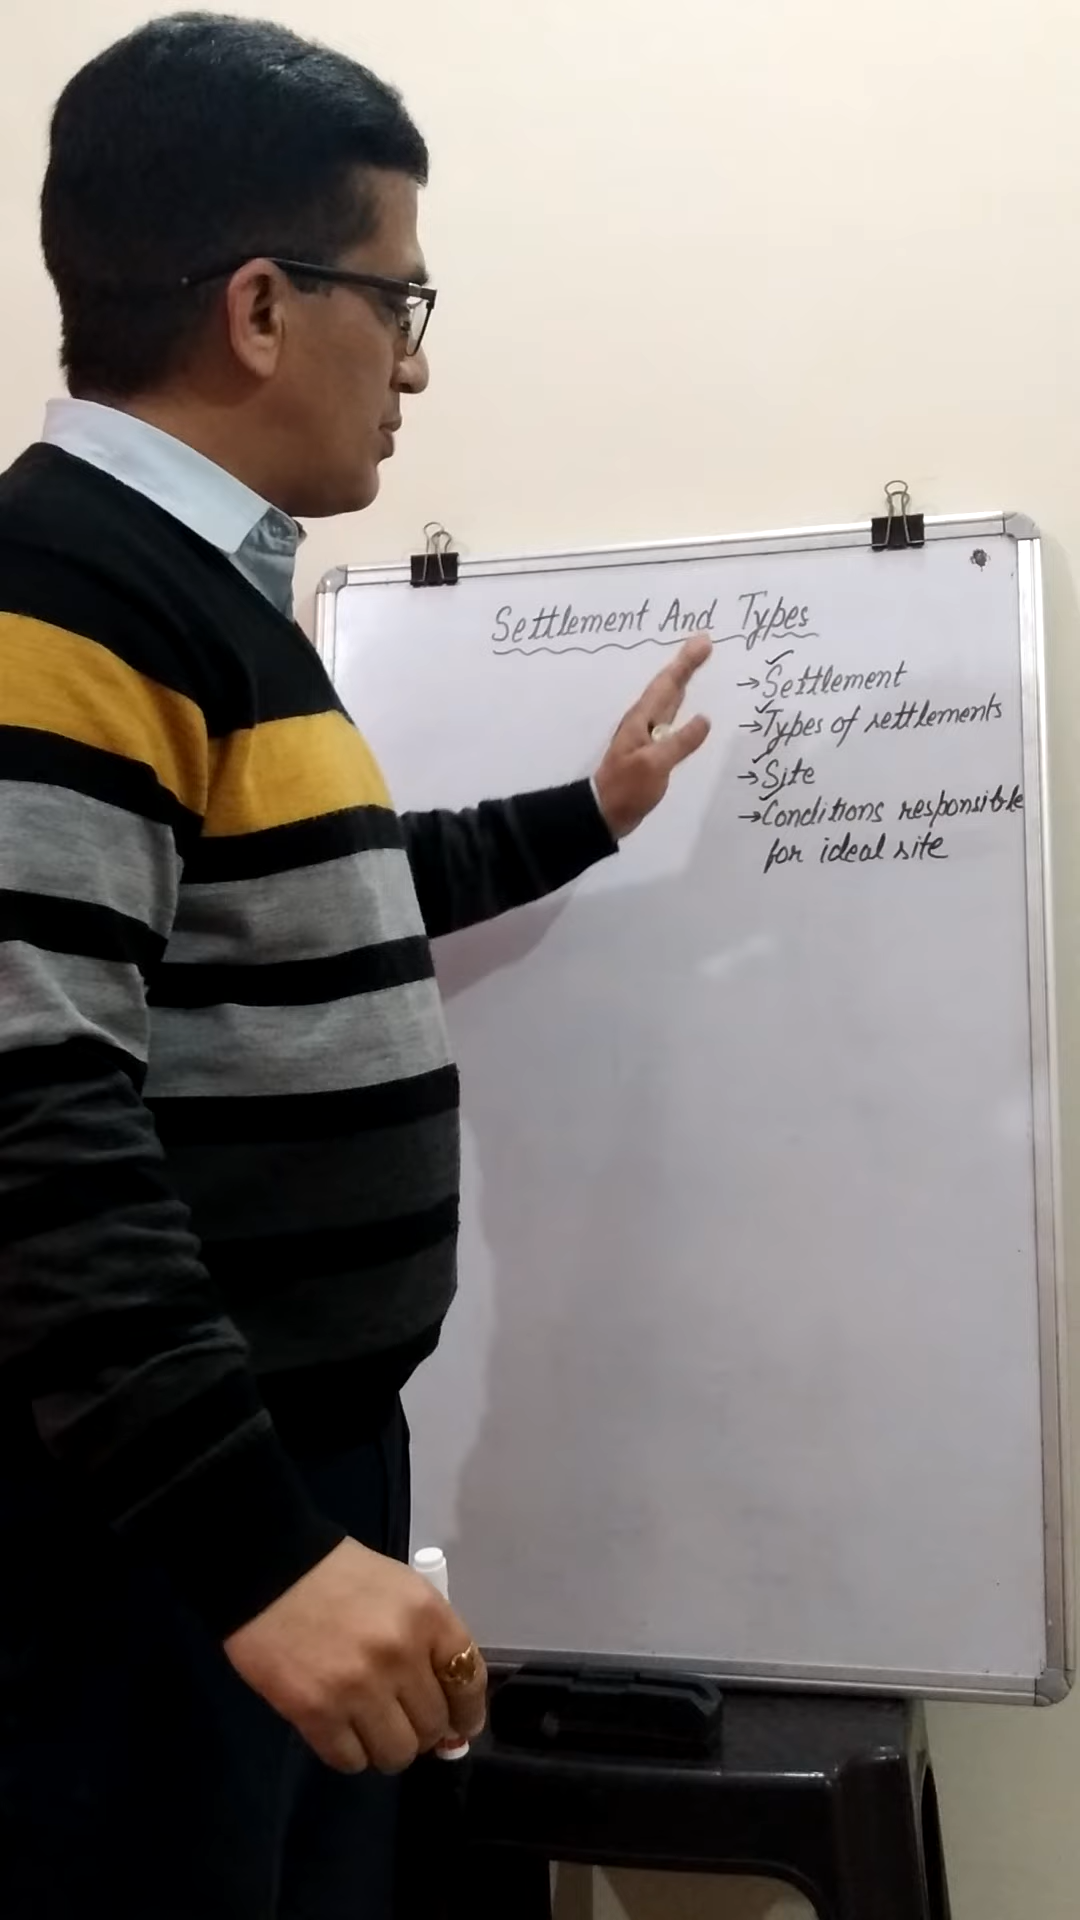 Settlement And Types
→Settlement
→Types of settlements
→Site
→Conditions responsible
for ideal site